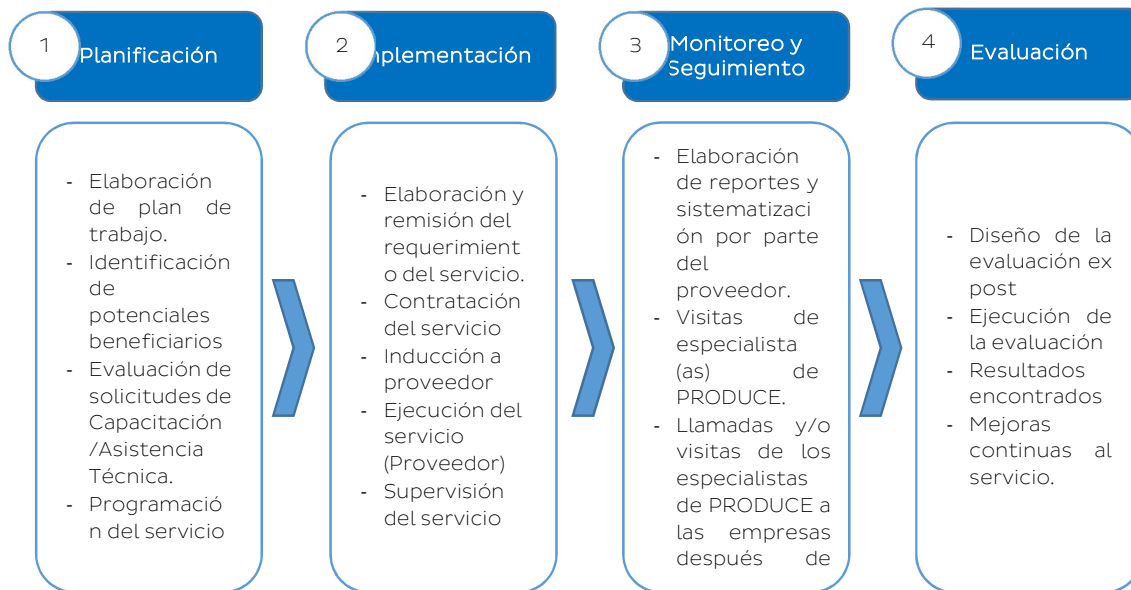 1
Planificación
- Elaboración
de plan de
trabajo.
- Identificación
de
potenciales
beneficiarios
- Evaluación de
solicitudes de
Capacitación
/Asistencia
Técnica.
- Programació
n del servicio
2
mplementación
- Elaboración y
remisión del
requerimient
o del servicio.
- Contratación
del servicio
- Inducción a
proveedor
- Ejecución del
servicio
(Proveedor)
- Supervisión
del servicio
3
Monitoreo y
Seguimiento
- Elaboración
de reportes y
sistematizaci
ón por parte
del
proveedor.
- Visitas de
especialista
(as) de
PRODUCE.
- Llamadas y/o
visitas de los
especialistas
de PRODUCE a
las empresas
después de
4
Evaluación
- Diseño de la
evaluación ex
post
- Ejecución de
la evaluación
- Resultados
encontrados
- Mejoras
continuas al
servicio.